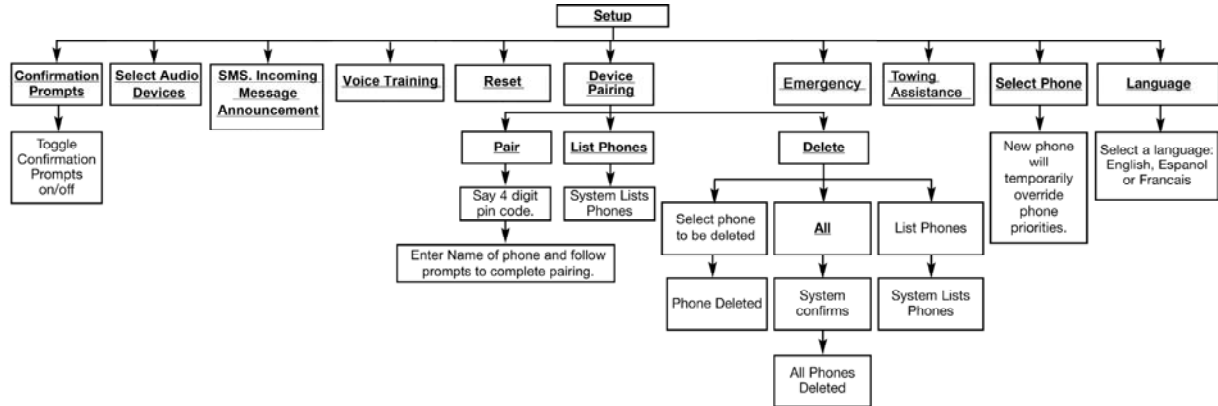 Setup
Confirmation
Prompts
Select Audio
Devices
SMS. Incoming
Message
Announcement
Voice Training
Reset
Device
Pairing
Emergency
Towing
Assistance
Select Phone
Language
Toggle
Confirmation
Prompts
on/off
Pair
List Phones
Delete
New phone
will
temporarily
override
phone
priorities.
Select a language:
English, Espanol
or Francais
Say 4 digit
pin code.
System Lists
Phones
Select phone
to be deleted
All
List Phones
Enter Name of phone and follow
prompts to complete pairing.
Phone Deleted
System
confirms
System Lists
Phones
All Phones
Deleted